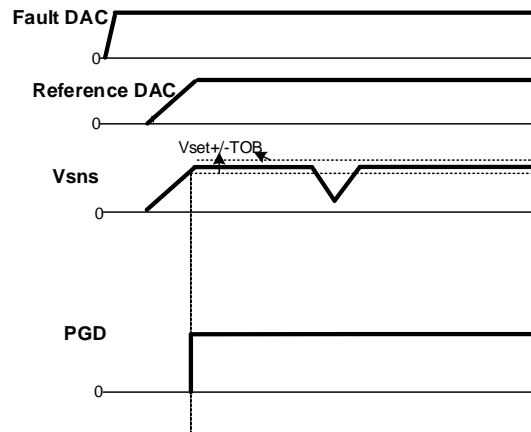 Fault DAC
0
Reference DAC
0
Vset+/-TOB
Vsns
0
PGD
0